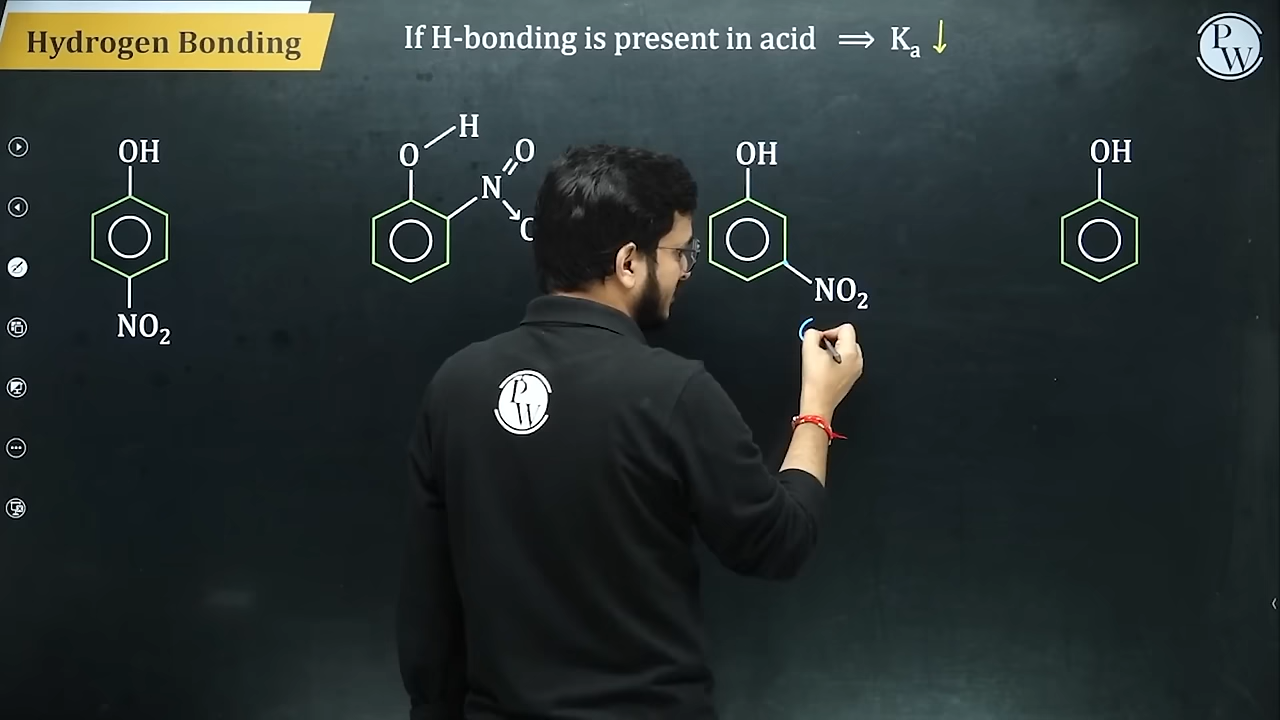 Hydrogen Bonding
If H-bonding is present in acid ⟹ Kₐ ↓
P
W
OH
NO₂
O
H
N
O
OH
NO₂
OH
P
W